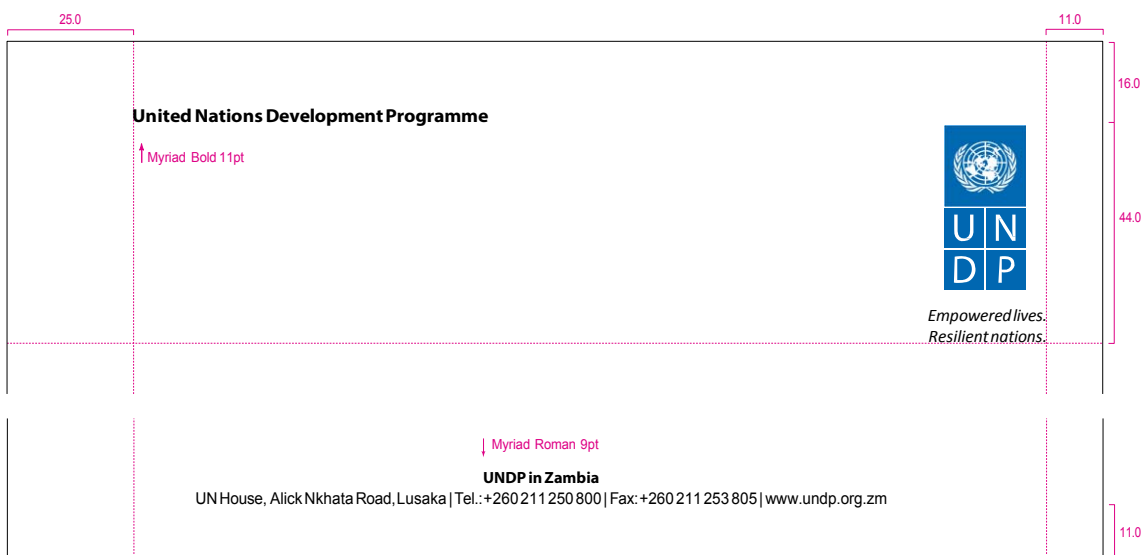 25.0
11.0
16.0
United Nations Development Programme
Myriad Bold 11pt
44.0
U N
D P
Empowered lives.
Resilient nations.
Myriad Roman 9pt
UNDP in Zambia
UN House, Alick Nkhata Road, Lusaka | Tel.: +260 211 250 800 | Fax: +260 211 253 805 | www.undp.org.zm
11.0